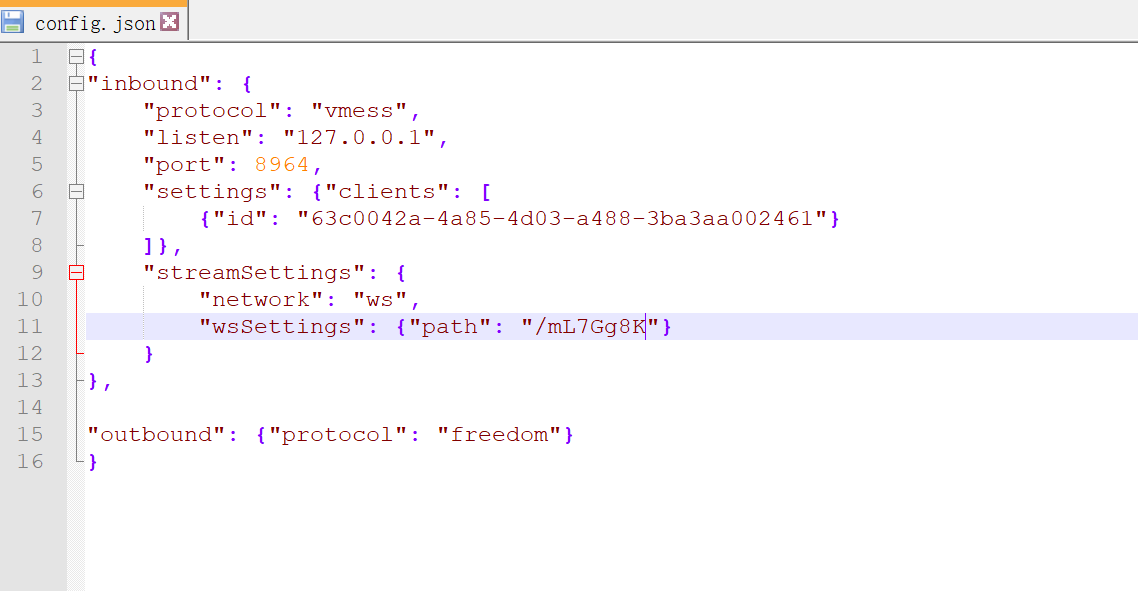 config.json
1 {
2 "inbound": {
3 "protocol": "vmess",
4 "listen": "127.0.0.1",
5 "port": 8964,
6 "settings": {"clients": [
7 {"id": "63c0042a-4a85-4d03-a488-3ba3aa002461"}
8 ]},
9 "streamSettings": {
10 "network": "ws",
11 "wsSettings": {"path": "/mL7Gg8K"}
12 }
13 },
14
15 "outbound": {"protocol": "freedom"}
16 }